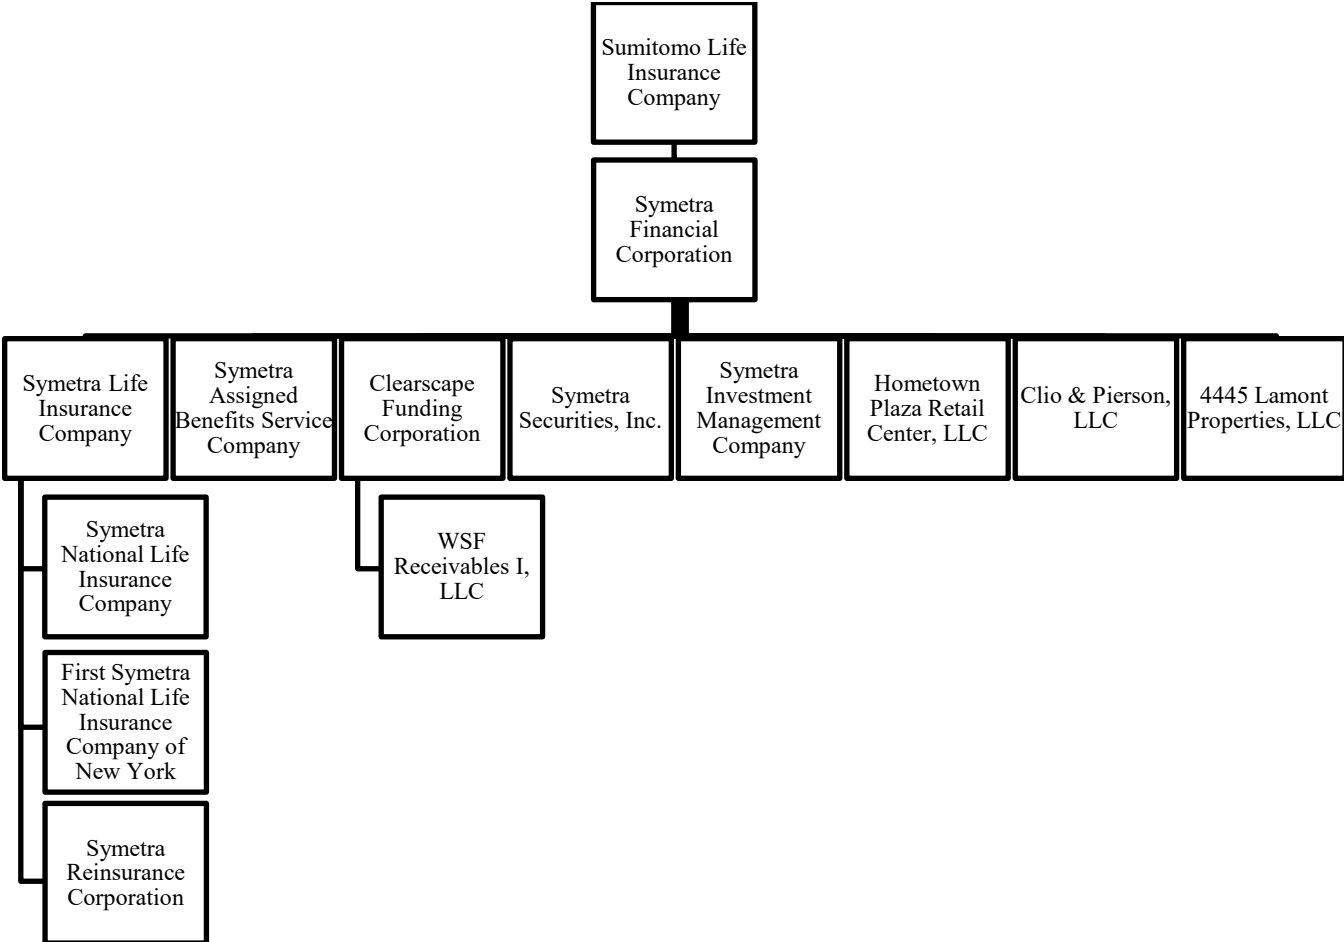 Sumitomo Life
Insurance
Company
Symetra
Financial
Corporation
Symetra Life
Insurance
Company
Symetra
Assigned
Benefits Service
Company
Clearscape
Funding
Corporation
Symetra
Securities, Inc.
Symetra
Investment
Management
Company
Hometown
Plaza Retail
Center, LLC
Clio & Pierson,
LLC
4445 Lamont
Properties, LLC
Symetra
National Life
Insurance
Company
WSF
Receivables I,
LLC
First Symetra
National Life
Insurance
Company of
New York
Symetra
Reinsurance
Corporation